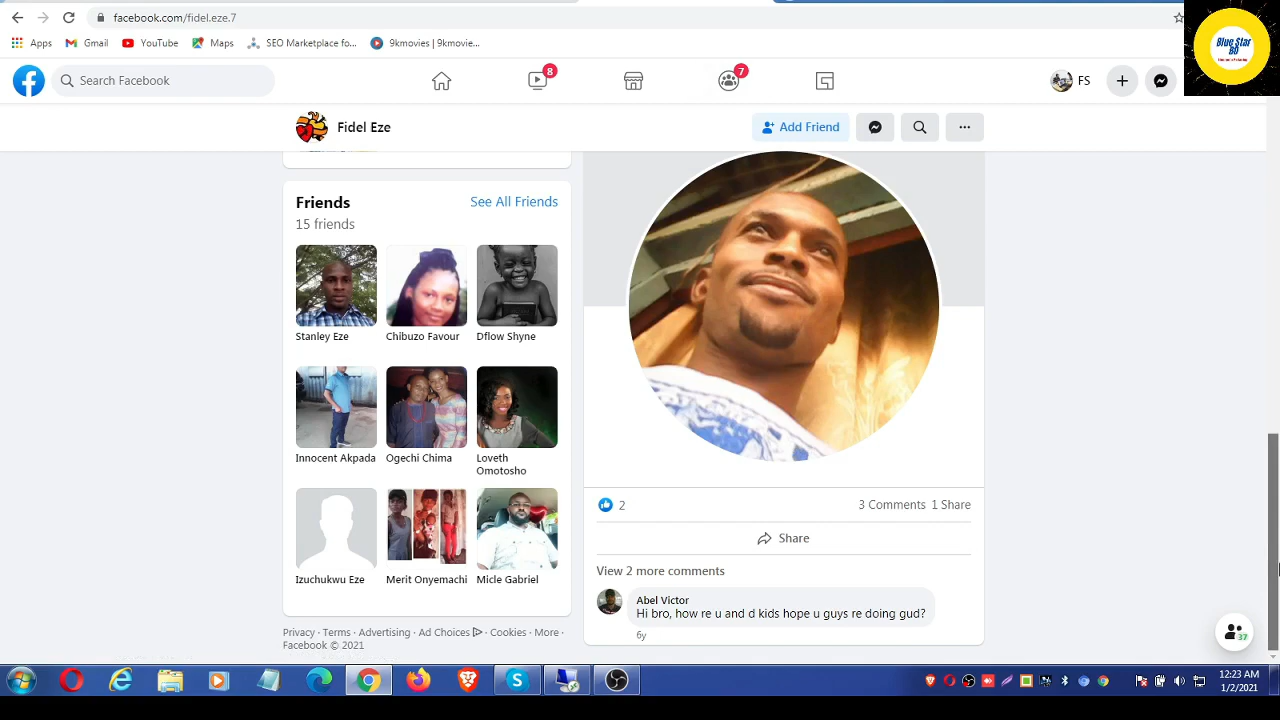 facebook.com/fidel.eze.7
Apps
Gmail
YouTube
Maps
SEO Marketplace fo...
9kmovies | 9kmovie...
Blue Star
80
Search Facebook
8
7
FS
Fidel Eze
Add Friend
Friends
See All Friends
15 friends
Stanley Eze
Chibuzo Favour
Dflow Shyne
Innocent Akpada
Ogechi Chima
Loveth
Omotosho
Izuchukwu Eze
Merit Onyemachi
Micle Gabriel
Privacy · Terms · Advertising · Ad Choices · Cookies · More ·
Facebook © 2021
2
3 Comments 1 Share
Share
View 2 more comments
Abel Victor
Hi bro, how re u and d kids hope u guys re doing gud?
6y
37
12:23 AM
1/2/2021